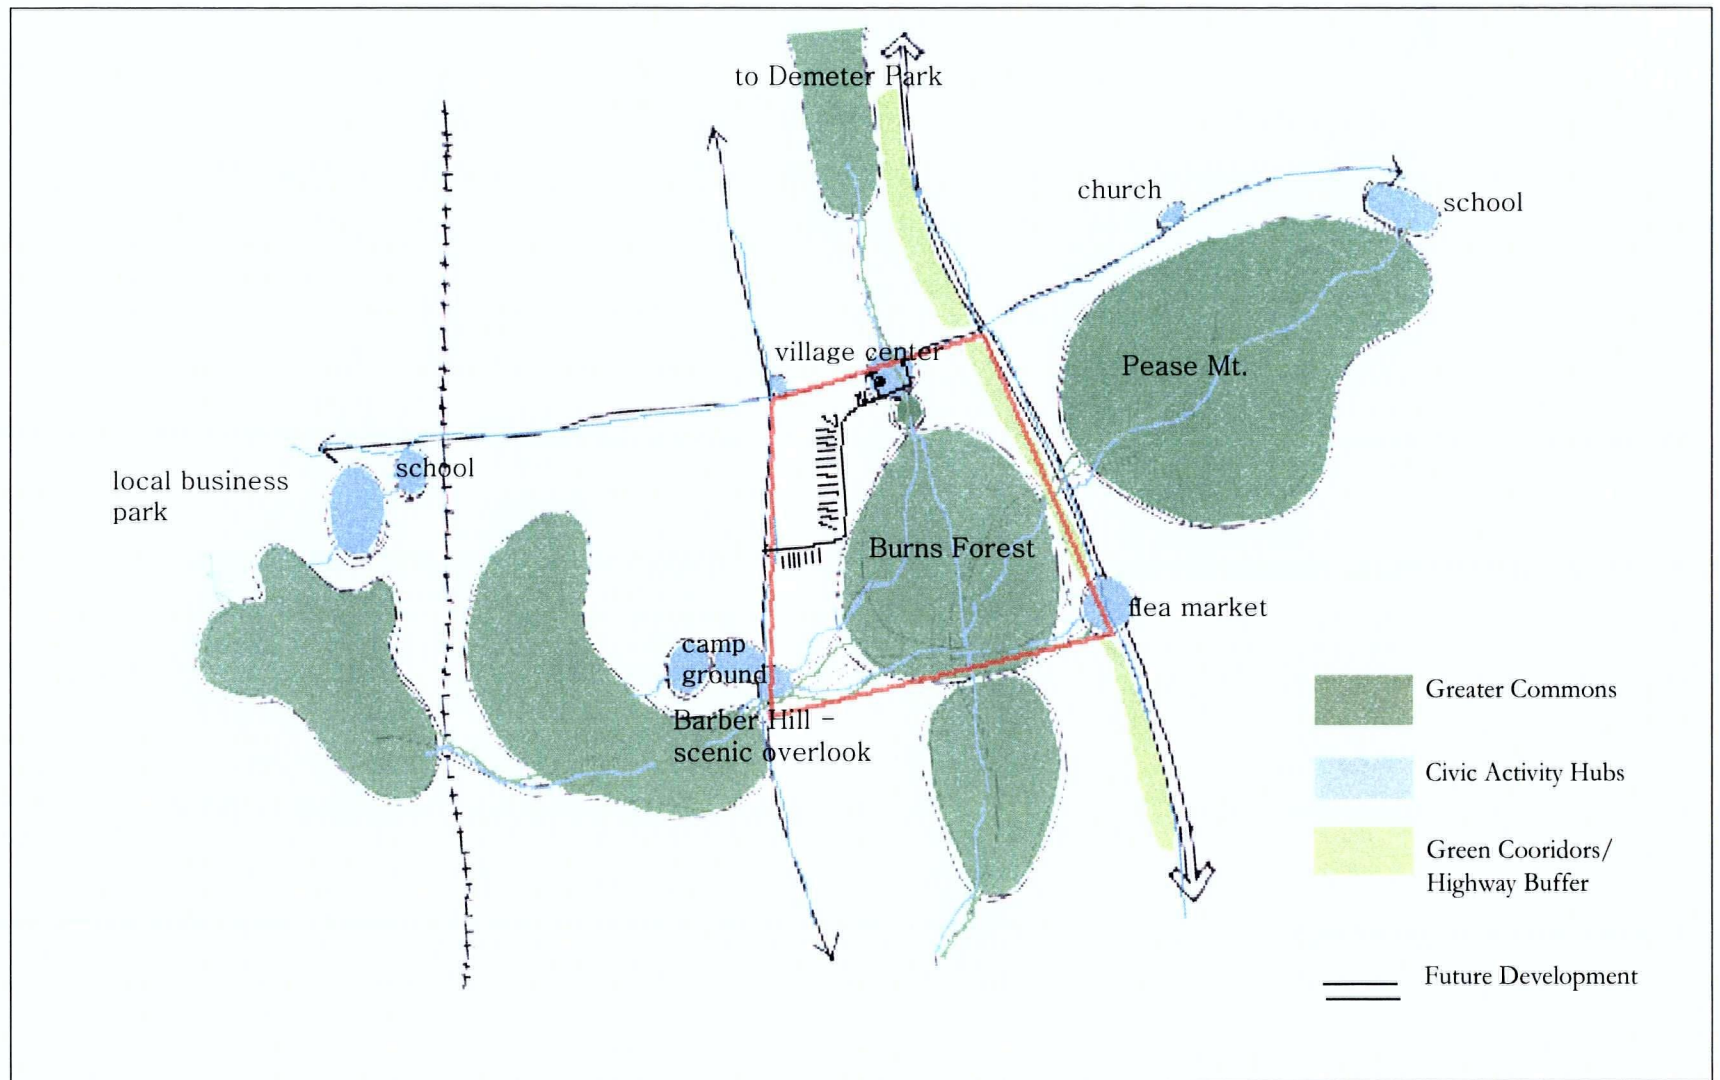 to Demeter Park
church
school
village center
Pease Mt.
school
local business
park
Burns Forest
flea market
camp
ground
Barber Hill -
scenic overlook
Greater Commons
Civic Activity Hubs
Green Cooridors/
Highway Buffer
Future Development